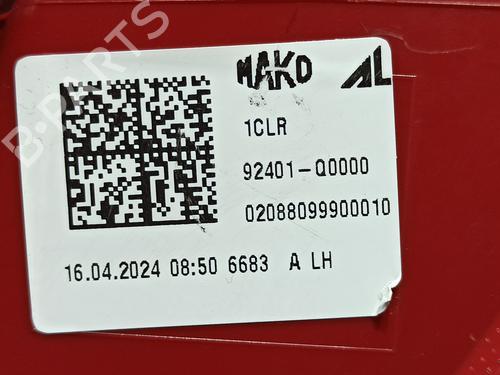 MAKO AL
1CLR
92401-Q0000
02088099900010
16.04.2024 08:50 6683 A LH
B-PARTS